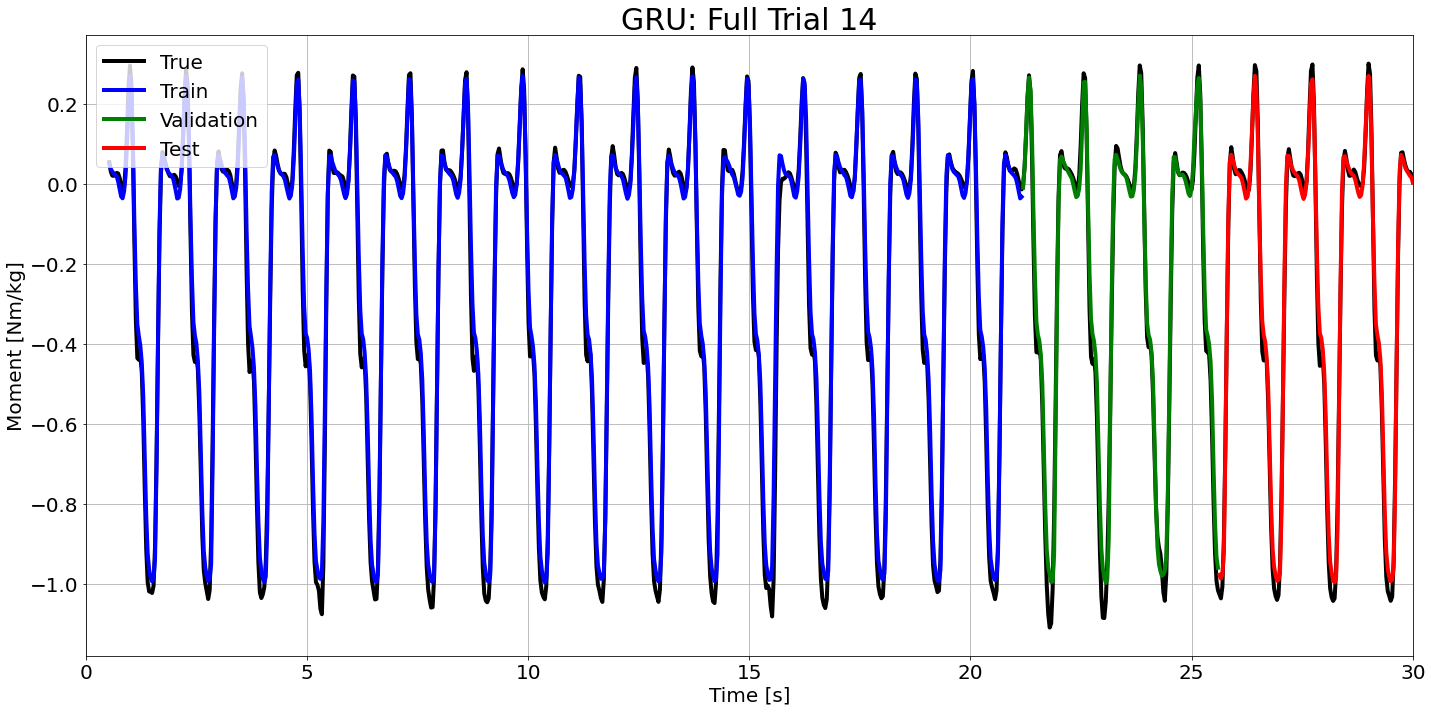 GRU: Full Trial 14
True
Train
Validation
Test
0.2
0.0
−0.2
−0.4
−0.6
−0.8
−1.0
Moment [Nm/kg]
0 5 10 15 20 25 30
Time [s]